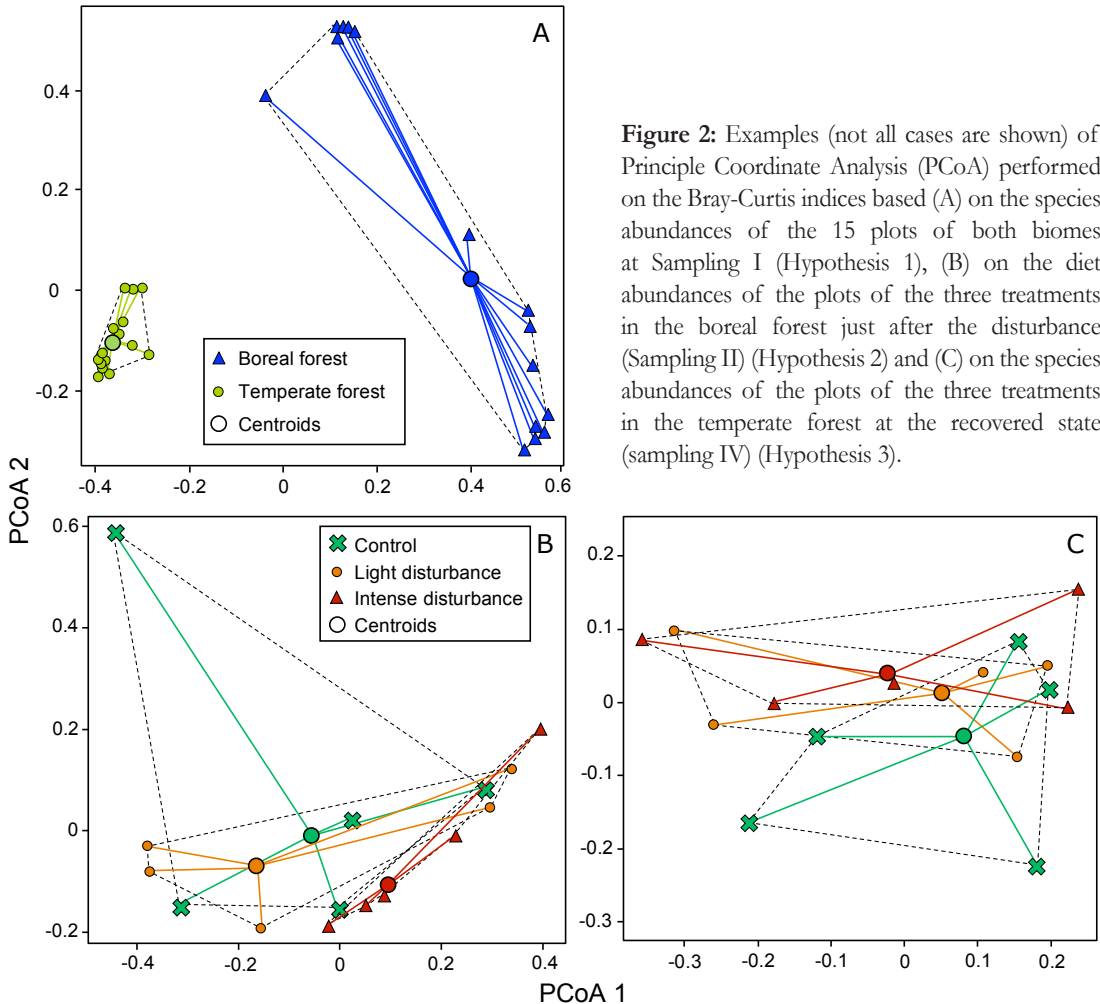 A
0.4
0.2
0
-0.2
-0.4
-0.2
0
0.2
0.4
0.6
Boreal forest
Temperate forest
Centroids
Figure 2: Examples (not all cases are shown) of
Principle Coordinate Analysis (PCoA) performed
on the Bray-Curtis indices based (A) on the species
abundances of the 15 plots of both biomes
at Sampling I (Hypothesis 1), (B) on the diet
abundances of the plots of the three treatments
in the boreal forest just after the disturbance
(Sampling II) (Hypothesis 2) and (C) on the species
abundances of the plots of the three treatments
in the temperate forest at the recovered state
(sampling IV) (Hypothesis 3).
PCoA 2
B
0.6
0.4
0.2
0
-0.2
-0.4
-0.2
0
0.2
0.4
Control
Light disturbance
Intense disturbance
Centroids
C
0.2
0.1
0
-0.1
-0.2
-0.3
-0.3
-0.2
-0.1
0
0.1
0.2
PCoA 1